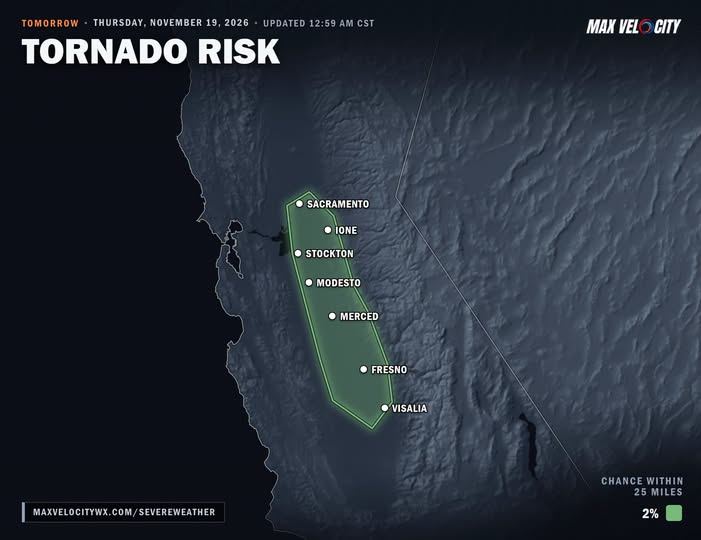 TOMORROW · THURSDAY, NOVEMBER 19, 2026 · UPDATED 12:59 AM CST
TORNADO RISK
MAX VELOCITY
SACRAMENTO
IONE
STOCKTON
MODESTO
MERCED
FRESNO
VISALIA
CHANCE WITHIN
25 MILES
2%
MAXVELOCITYWX.COM/SEVEREWEATHER